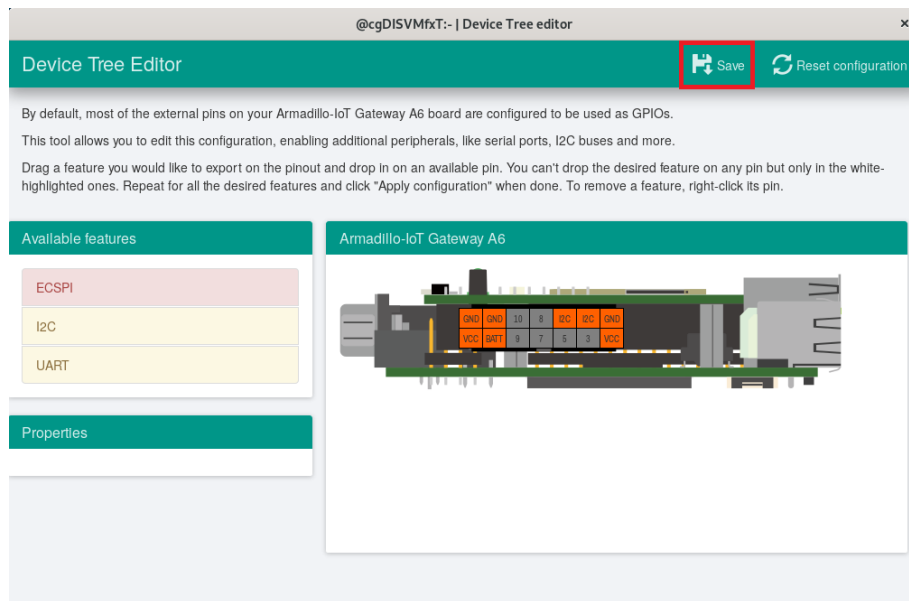 @cgDISVMfxT:~ | Device Tree editor
×
Device Tree Editor
Save
Reset configuration
By default, most of the external pins on your Armadillo-IoT Gateway A6 board are configured to be used as GPIOs.
This tool allows you to edit this configuration, enabling additional peripherals, like serial ports, I2C buses and more.
Drag a feature you would like to export on the pinout and drop in on an available pin. You can't drop the desired feature on any pin but only in the white-
highlighted ones. Repeat for all the desired features and click "Apply configuration" when done. To remove a feature, right-click its pin.
Available features
ECSPI
I2C
UART
Properties
Armadillo-IoT Gateway A6
GND GND 10 8 I2C I2C GND
VCC BATT 9 7 5 3 VCC